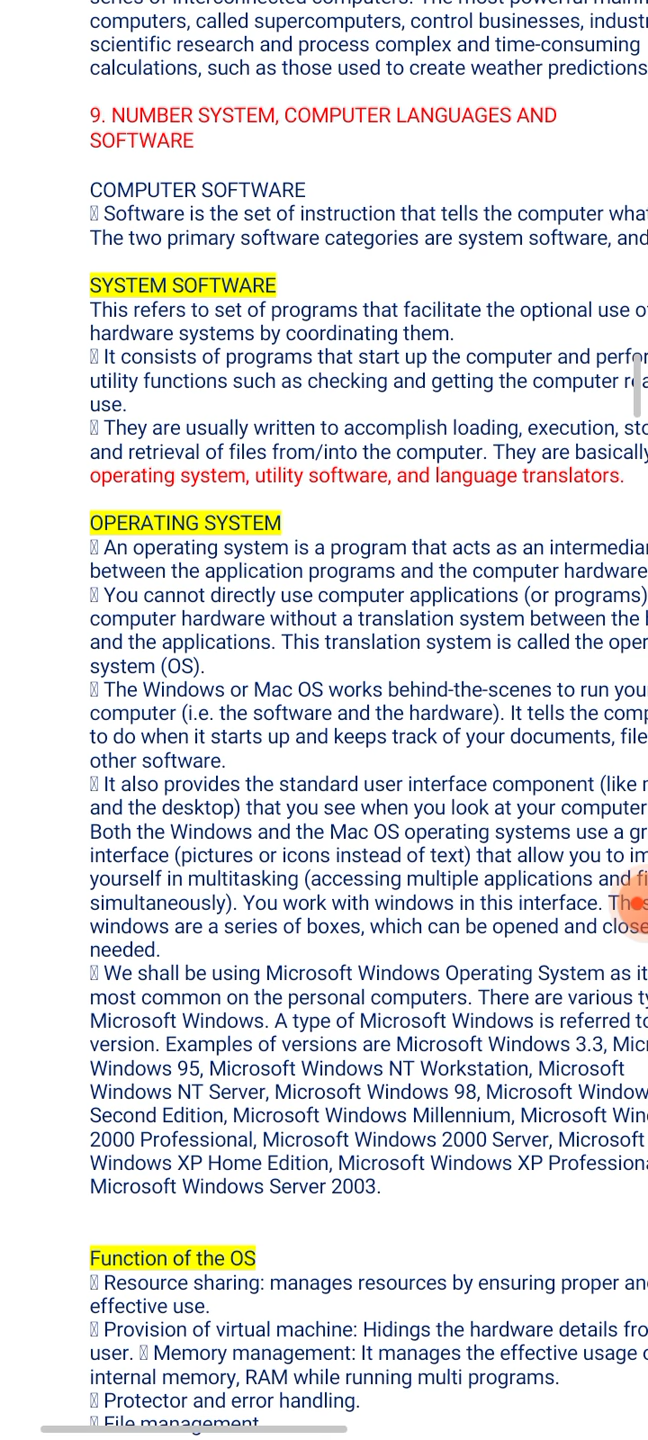 series of interconnected computers. The most powerful
computers, called supercomputers, control businesses,
scientific research and process complex and time-consuming
calculations, such as those used to create weather predictions
9. NUMBER SYSTEM, COMPUTER LANGUAGES AND
SOFTWARE
COMPUTER SOFTWARE
Software is the set of instruction that tells the computer
The two primary software categories are system software, and
SYSTEM SOFTWARE
This refers to set of programs that facilitate the optional use
hardware systems by coordinating them.
It consists of programs that start up the computer and
utility functions such as checking and getting the computer
use.
They are usually written to accomplish loading, execution,
and retrieval of files from/into the computer. They are basically
operating system, utility software, and language translators.
OPERATING SYSTEM
An operating system is a program that acts as an
between the application programs and the computer hardware
You cannot directly use computer applications (or programs)
computer hardware without a translation system between the
and the applications. This translation system is called the
system (OS).
The Windows or Mac OS works behind-the-scenes to run
computer (i.e. the software and the hardware). It tells the
to do when it starts up and keeps track of your documents,
other software.
It also provides the standard user interface component (like
and the desktop) that you see when you look at your computer
Both the Windows and the Mac OS operating systems use a
interface (pictures or icons instead of text) that allow you to
yourself in multitasking (accessing multiple applications and
simultaneously). You work with windows in this interface.
windows are a series of boxes, which can be opened and
needed.
We shall be using Microsoft Windows Operating System as it
most common on the personal computers. There are various
Microsoft Windows. A type of Microsoft Windows is referred
version. Examples of versions are Microsoft Windows 3.3,
Windows 95, Microsoft Windows NT Workstation, Microsoft
Windows NT Server, Microsoft Windows 98, Microsoft
Second Edition, Microsoft Windows Millennium, Microsoft
2000 Professional, Microsoft Windows 2000 Server, Microsoft
Windows XP Home Edition, Microsoft Windows XP
Microsoft Windows Server 2003.
Function of the OS
Resource sharing: manages resources by ensuring proper
effective use.
Provision of virtual machine: Hidings the hardware details
user. Memory management: It manages the effective usage
internal memory, RAM while running multi programs.
Protector and error handling.
File management